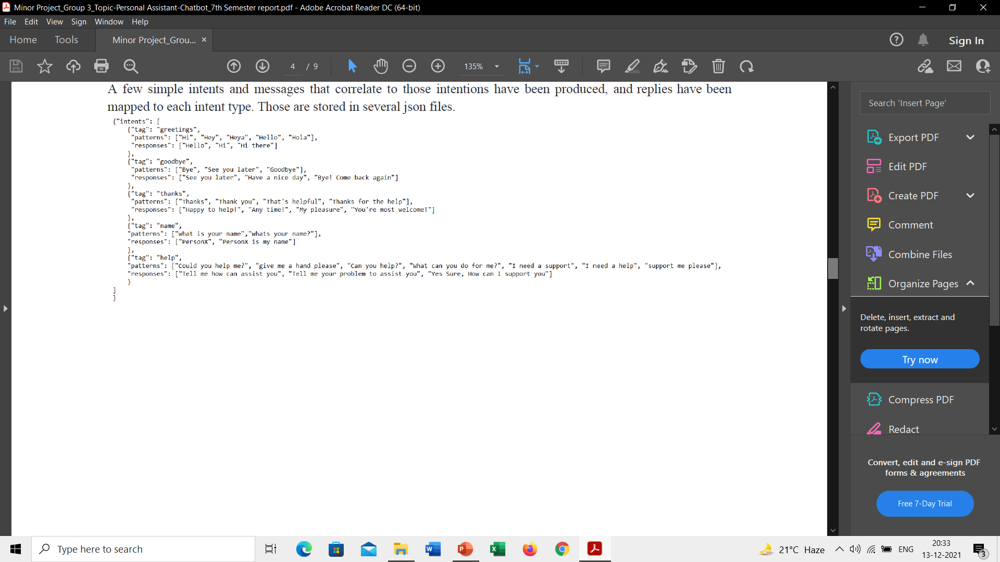 Minor Project_Group 3_Topic-Personal Assistant-Chatbot_7th Semester report.pdf - Adobe Acrobat Reader DC (64-bit)
File Edit View Sign Window Help
Home Tools Minor Project_Grou... × Sign In
4 / 9 135%
A few simple intents and messages that correlate to those intentions have been produced, and replies have been
mapped to each intent type. Those are stored in several json files.
{"intents": [
{"tag": "greetings",
"patterns": ["Hi", "Hey", "Heya", "Hello", "Hola"],
"responses": ["Hello", "Hi", "Hi there"]
},
{"tag": "goodbye",
"patterns": ["Bye", "See you later", "Goodbye"],
"responses": ["See you later", "Have a nice day", "Bye! Come back again"]
},
{"tag": "thanks",
"patterns": ["Thanks", "Thank you", "That's helpful", "Thanks for the help"],
"responses": ["Happy to help!", "Any time!", "My pleasure", "You're most welcome!"]
},
{"tag": "name",
"patterns": ["what is your name","whats your name?"],
"responses": ["PersonX", "PersonX is my name"]
},
{"tag": "help",
"patterns": ["Could you help me?", "give me a hand please", "Can you help?", "What can you do for me?", "I need a support", "I need a help", "support me please"],
"responses": ["Tell me how can assist you", "Tell me your problem to assist you", "Yes Sure, How can I support you"]
}
]
}
Search 'Insert Page'
Export PDF
Edit PDF
Create PDF
Comment
Combine Files
Organize Pages
Delete, insert, extract and
rotate pages.
Try now
Compress PDF
Redact
Convert, edit and e-sign PDF
forms & agreements
Free 7-Day Trial
Type here to search
21°C Haze
ENG
20:33
13-12-2021
3